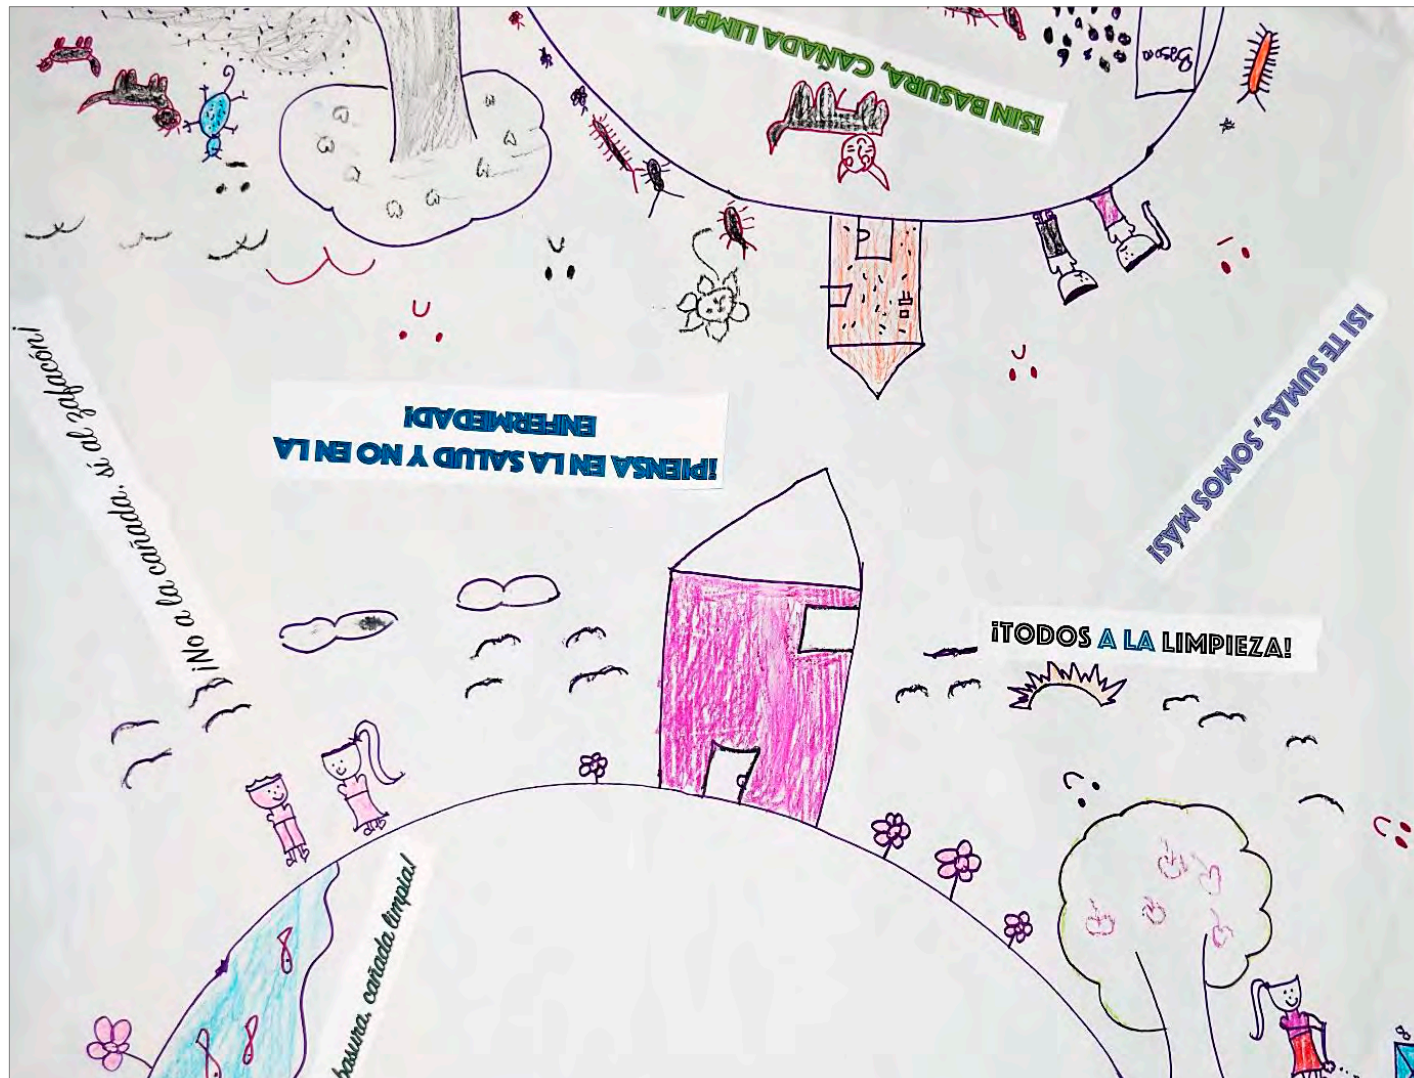 ¡SIN BASURA, CAÑADA LIMPIA!
Basura
¡No a la cañada, sí al zafacón!
¡PIENSA EN LA SALUD Y NO EN LA
ENFERMEDAD!
¡SI TE SUMAS, SOMOS MÁS!
¡TODOS A LA LIMPIEZA!
basura, cañada limpia!